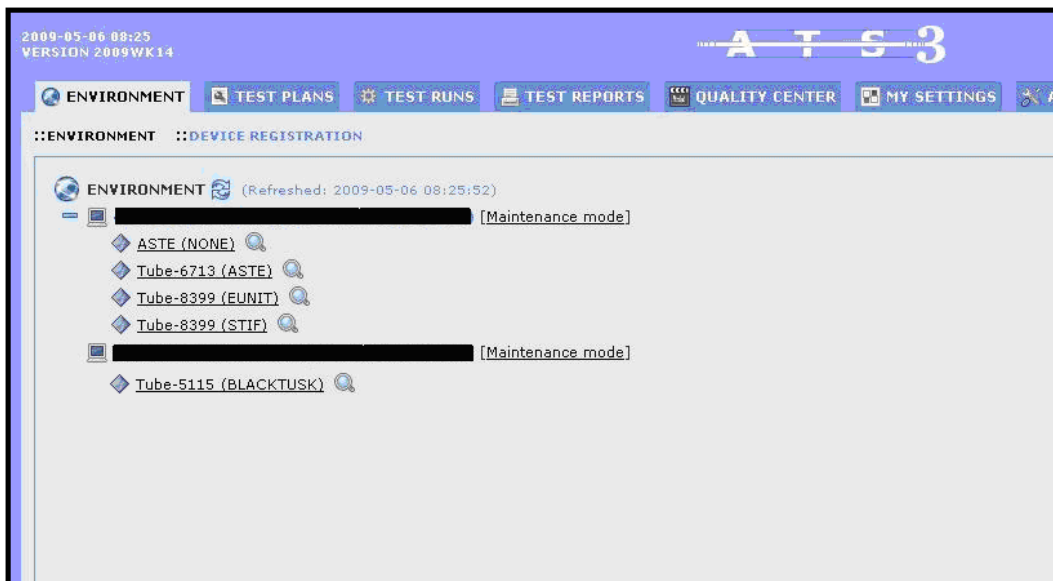 2009-05-06 08:25
VERSION 2009WK14
ATS3
ENVIRONMENT TEST PLANS TEST RUNS TEST REPORTS QUALITY CENTER MY SETTINGS
::ENVIRONMENT ::DEVICE REGISTRATION
ENVIRONMENT (Refreshed: 2009-05-06 08:25:52)
[Maintenance mode]
ASTE (NONE)
Tube-6713 (ASTE)
Tube-8399 (EUNIT)
Tube-8399 (STIF)
[Maintenance mode]
Tube-5115 (BLACKTUSK)